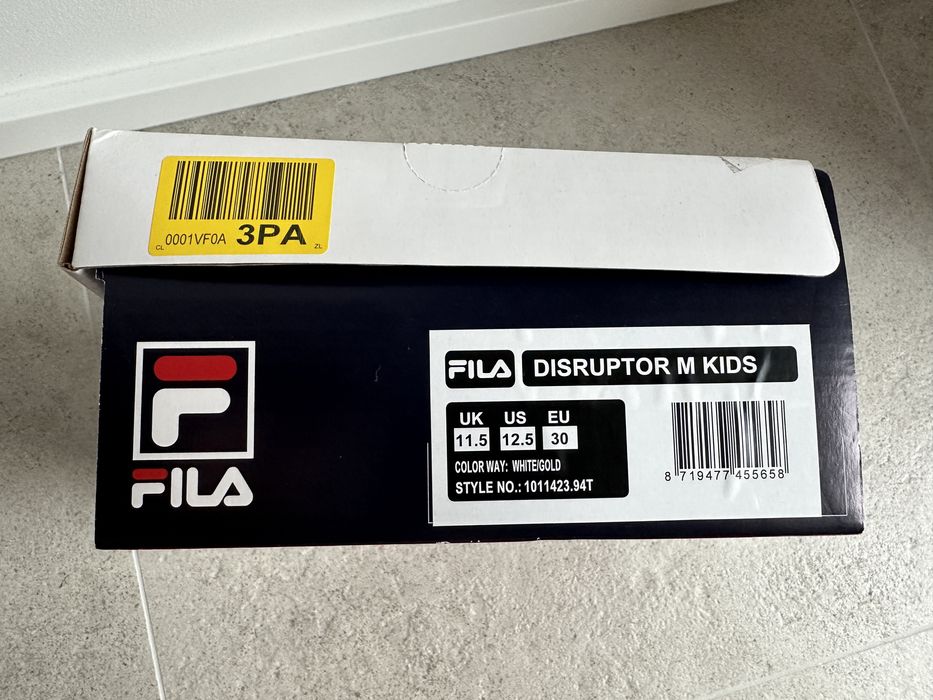 CL 0001VF0A 3PA ZL
F
FILA
FILA DISRUPTOR M KIDS
UK US EU
11.5 12.5 30
COLOR WAY: WHITE/GOLD
STYLE NO.: 1011423.94T
8 719477 455658